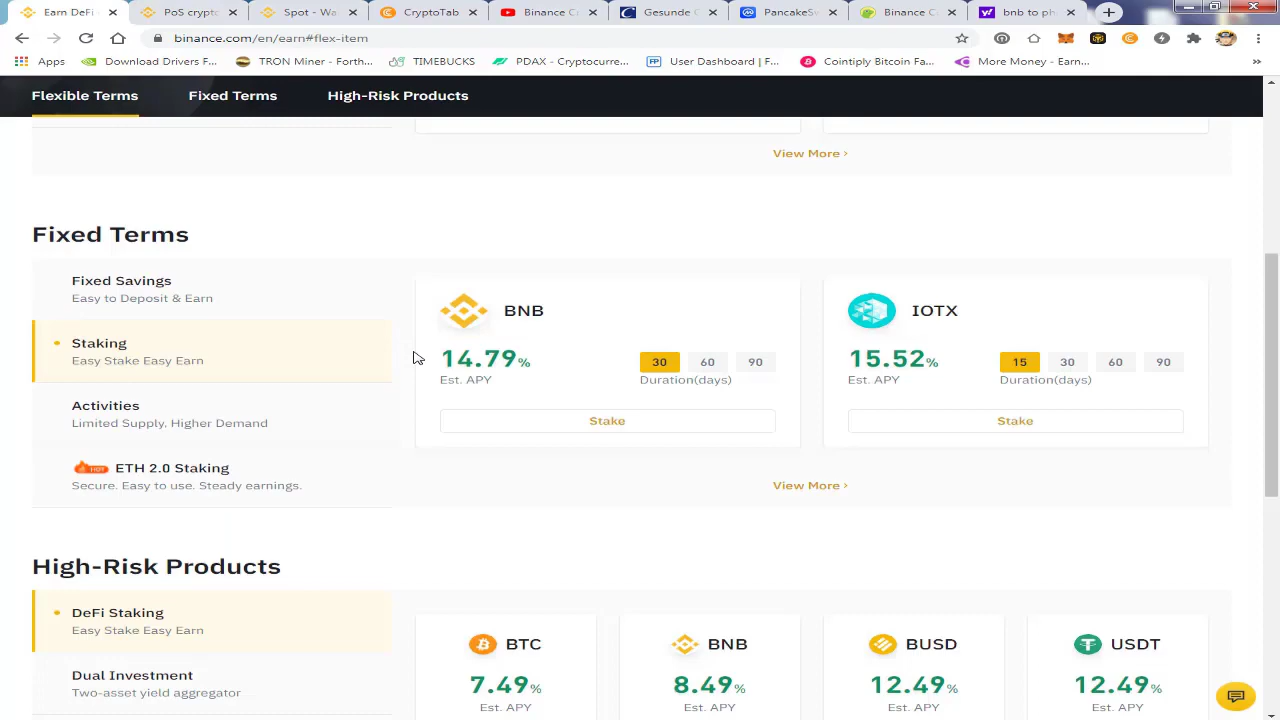 Earn DeFi
PoS crypto
Spot - Wa
CryptoTa
Binance C
Gesunde
PancakeSw
Binance
bnb to ph
binance.com/en/earn#flex-item
Apps
Download Drivers F...
TRON Miner - Forth...
TIMEBUCKS
PDAX - Cryptocurre...
User Dashboard | F...
Cointiply Bitcoin Fa...
More Money - Earn...
»
Flexible Terms
Fixed Terms
High-Risk Products
View More ›
Fixed Terms
Fixed Savings
Easy to Deposit & Earn
Staking
Easy Stake Easy Earn
Activities
Limited Supply, Higher Demand
HOT ETH 2.0 Staking
Secure. Easy to use. Steady earnings.
BNB
14.79%
Est. APY
30 60 90
Duration(days)
Stake
IOTX
15.52%
Est. APY
15 30 60 90
Duration(days)
Stake
View More ›
High-Risk Products
DeFi Staking
Easy Stake Easy Earn
Dual Investment
Two-asset yield aggregator
BTC
7.49%
Est. APY
BNB
8.49%
Est. APY
BUSD
12.49%
Est. APY
USDT
12.49%
Est. APY